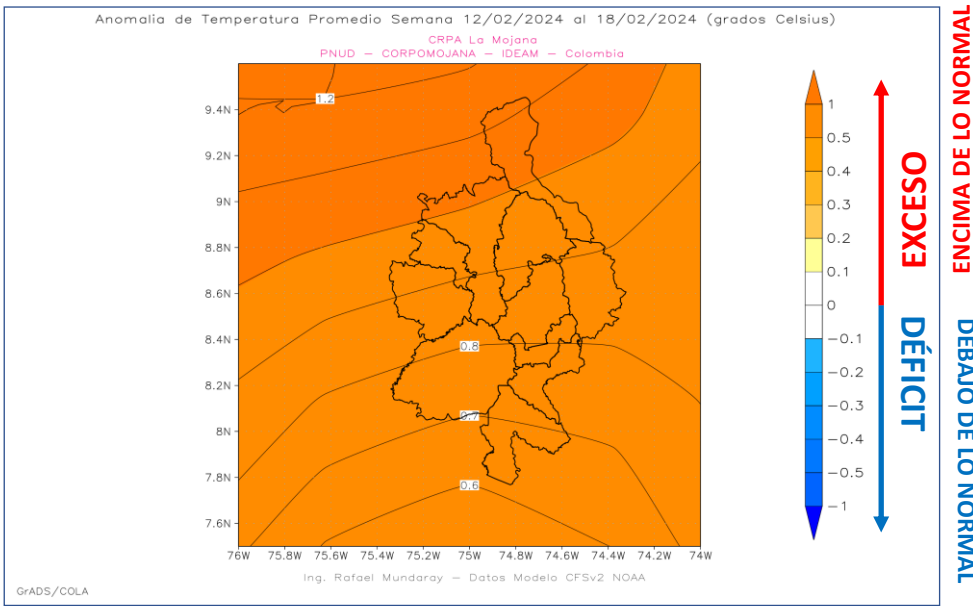 Anomalia de Temperatura Promedio Semana 12/02/2024 al 18/02/2024 (grados Celsius)
CRPA La Mojana
PNUD – CORPOMOJANA – IDEAM – Colombia
9.4N
9.2N
9N
8.8N
8.6N
8.4N
8.2N
8N
7.8N
7.6N
1.2
0.8
0.7
0.6
76W 75.8W 75.6W 75.4W 75.2W 75W 74.8W 74.6W 74.4W 74.2W 74W
1
0.5
0.4
0.3
0.2
0.1
0
−0.1
−0.2
−0.3
−0.4
−0.5
−1
EXCESO
DÉFICIT
ENCIMA DE LO NORMAL
DEBAJO DE LO NORMAL
Ing. Rafael Mundaray – Datos Modelo CFSv2 NOAA
GrADS/COLA